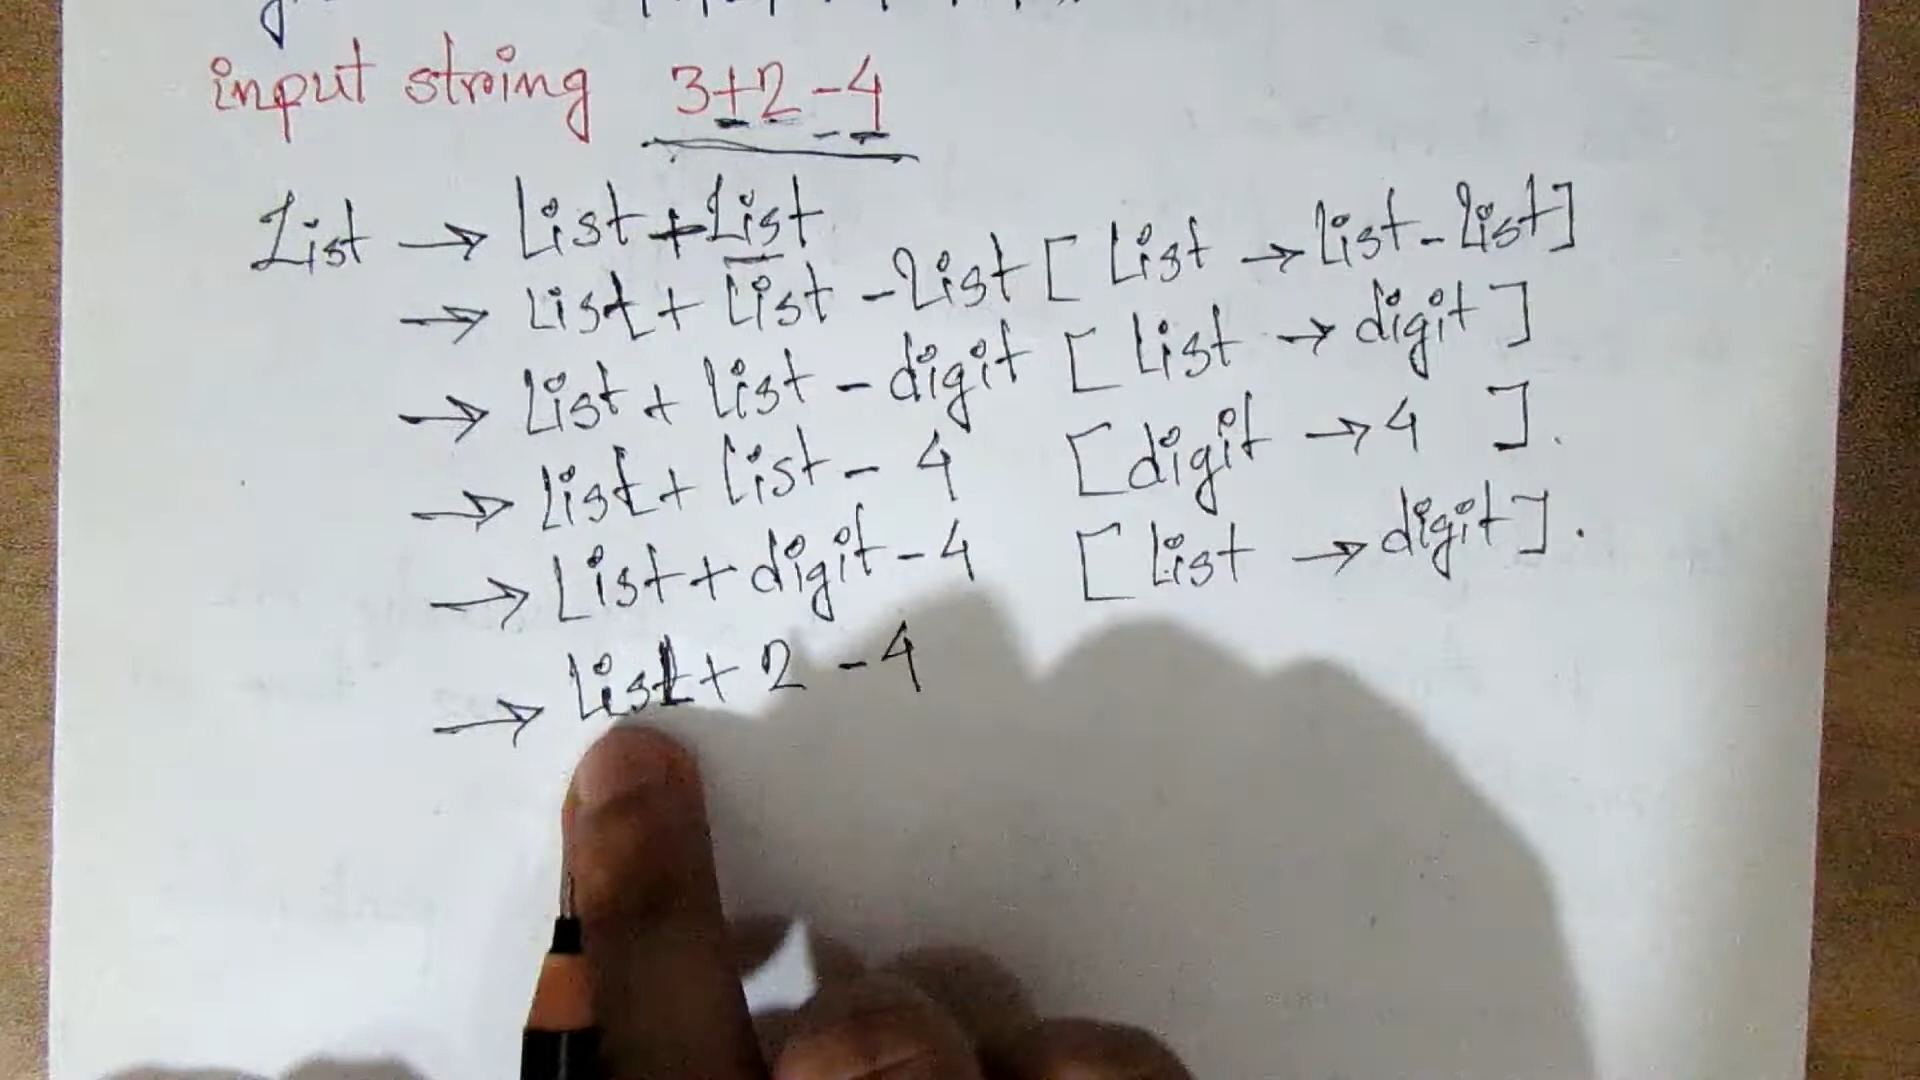 input string 3+2-4
List → List + List
→ List + List - List [ List → List - List ]
→ List + List - digit [ List → digit ]
→ List + List - 4 [ digit → 4 ].
→ List + digit - 4 [ List → digit ].
→ List + 2 - 4